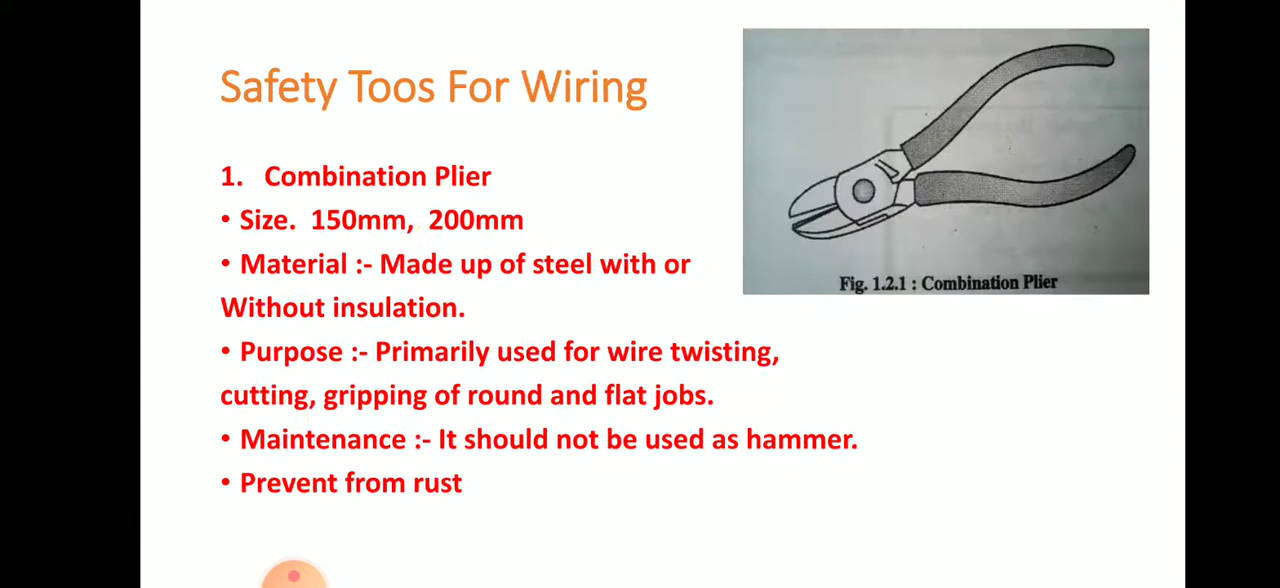 Safety Toos For Wiring
1. Combination Plier
• Size. 150mm, 200mm
• Material :- Made up of steel with or
Without insulation.
• Purpose :- Primarily used for wire twisting,
cutting, gripping of round and flat jobs.
• Maintenance :- It should not be used as hammer.
• Prevent from rust
Fig. 1.2.1 : Combination Plier